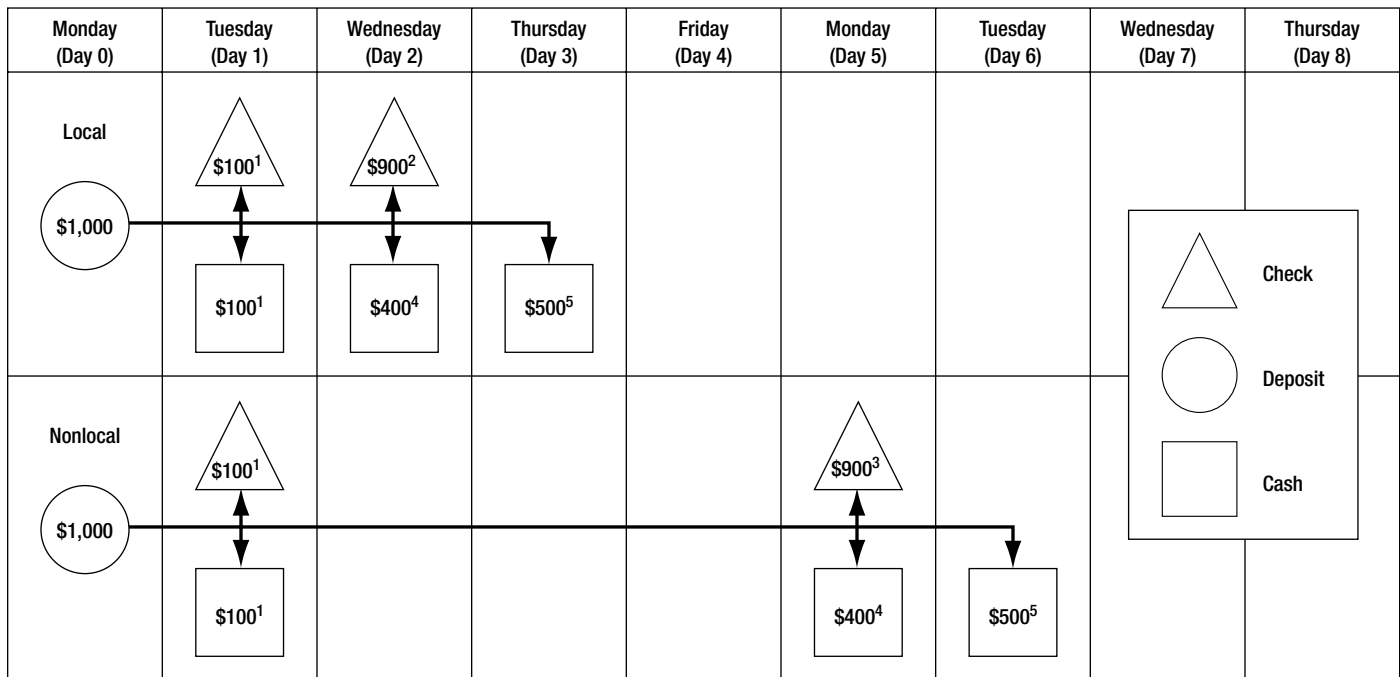 Monday
(Day 0)
Tuesday
(Day 1)
Wednesday
(Day 2)
Thursday
(Day 3)
Friday
(Day 4)
Monday
(Day 5)
Tuesday
(Day 6)
Wednesday
(Day 7)
Thursday
(Day 8)
Local
$1,000
$100¹
$900²
$100¹
$400⁴
$500⁵
Nonlocal
$1,000
$100¹
$900³
$100¹
$400⁴
$500⁵
Check
Deposit
Cash